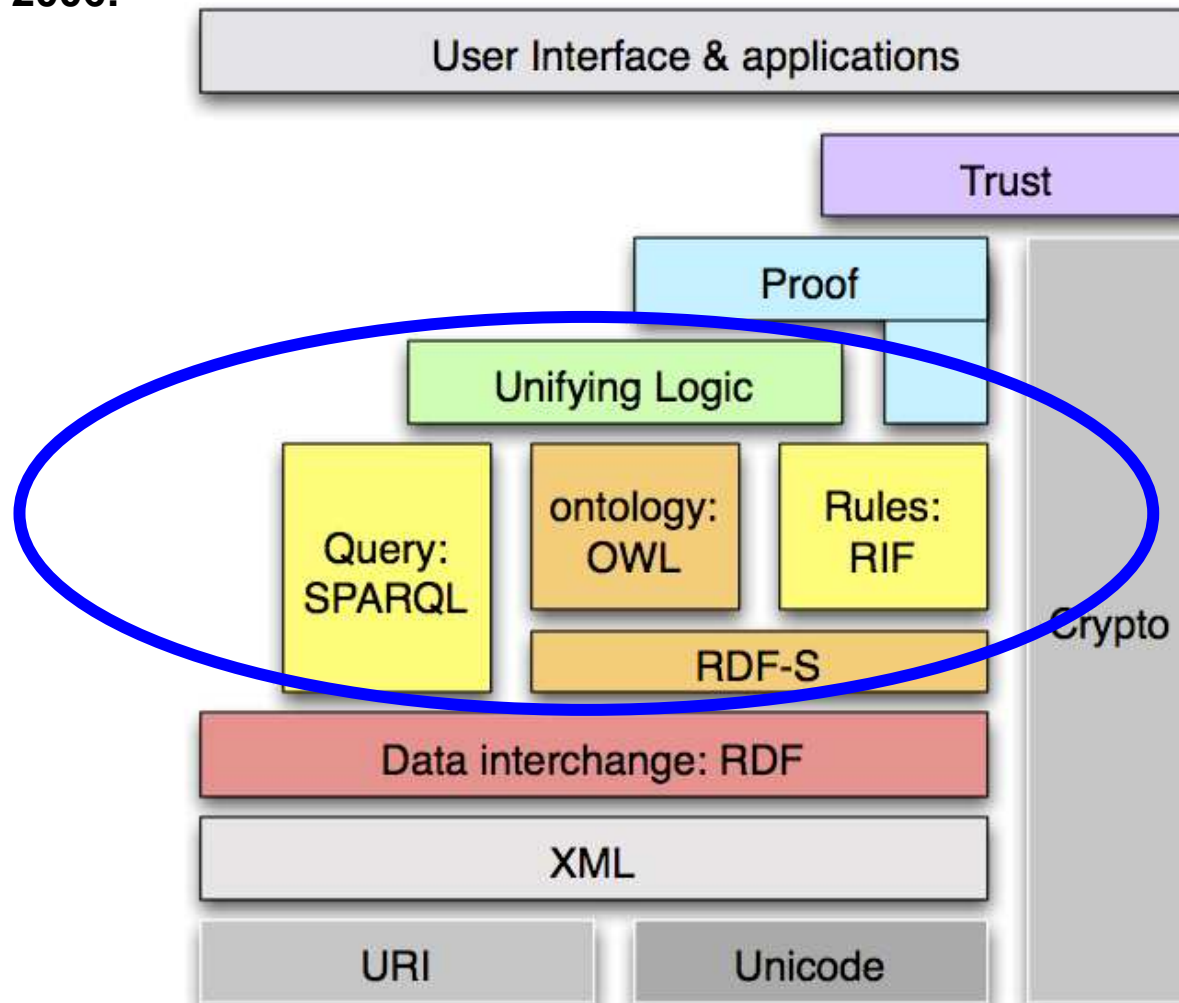 User Interface & applications
Trust
Proof
Unifying Logic
ontology:
OWL
Rules:
RIF
Query:
SPARQL
Crypto
RDF-S
Data interchange: RDF
XML
URI
Unicode